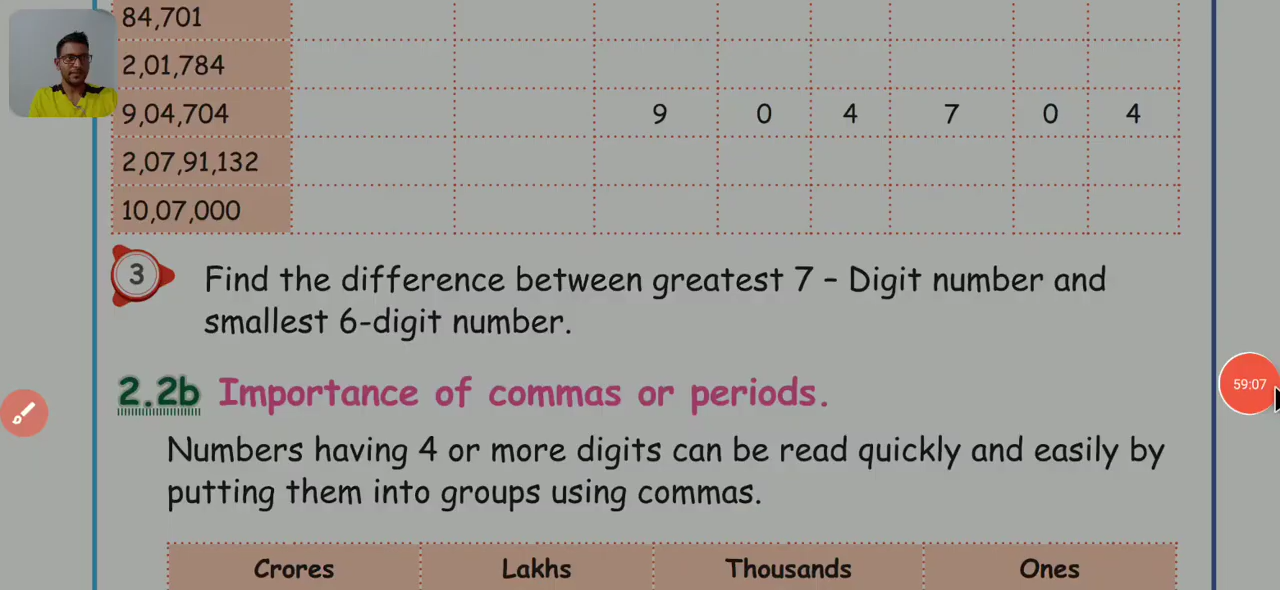 84,701
2,01,784
9,04,704 9 0 4 7 0 4
2,07,91,132
10,07,000
3 Find the difference between greatest 7 – Digit number and
smallest 6-digit number.
2.2b Importance of commas or periods.
59:07
Numbers having 4 or more digits can be read quickly and easily by
putting them into groups using commas.
Crores Lakhs Thousands Ones